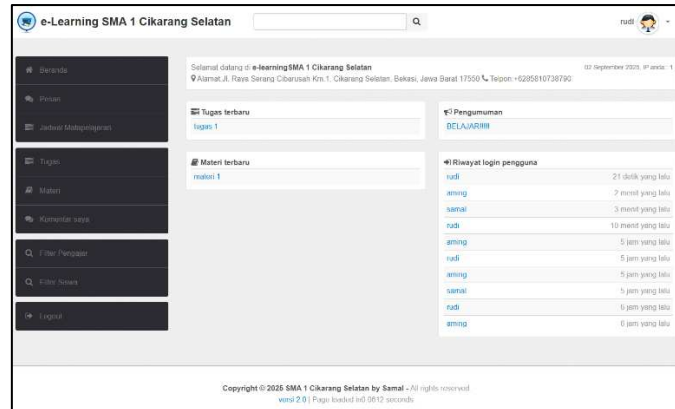 e-Learning SMA 1 Cikarang Selatan
rudi
Beranda
Pesan
Jadwal Matapelajaran
Tugas
Materi
Komentar saya
Filter Pengajar
Filter Siswa
Logout
Selamat datang di e-learningSMA 1 Cikarang Selatan
02 September 2025, IP anda : 1
Alamat:Jl. Raya Serang Cibarusah Km.1, Cikarang Selatan, Bekasi, Jawa Barat 17550 Telpon:+6285810738790
Tugas terbaru
tugas 1
Pengumuman
BELAJAR!!!!!
Materi terbaru
materi 1
Riwayat login pengguna
rudi 21 detik yang lalu
aming 2 menit yang lalu
samal 3 menit yang lalu
rudi 10 menit yang lalu
aming 5 jam yang lalu
rudi 5 jam yang lalu
aming 5 jam yang lalu
samal 5 jam yang lalu
rudi 6 jam yang lalu
aming 6 jam yang lalu
Copyright © 2025 SMA 1 Cikarang Selatan by Samal - All rights reserved
versi 2.0 | Page loaded in0.0612 seconds